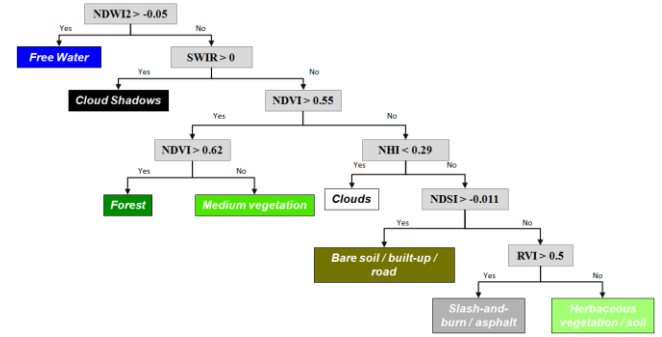 NDWI2 > -0.05
Yes
No
Free Water
SWIR > 0
Yes
No
Cloud Shadows
NDVI > 0.55
Yes
No
NDVI > 0.62
NHI < 0.29
Yes
No
Yes
No
Forest
Medium vegetation
Clouds
NDSI > -0.011
Yes
No
Bare soil / built-up /
road
RVI > 0.5
Yes
No
Slash-and-
burn / asphalt
Herbaceous
vegetation / soil